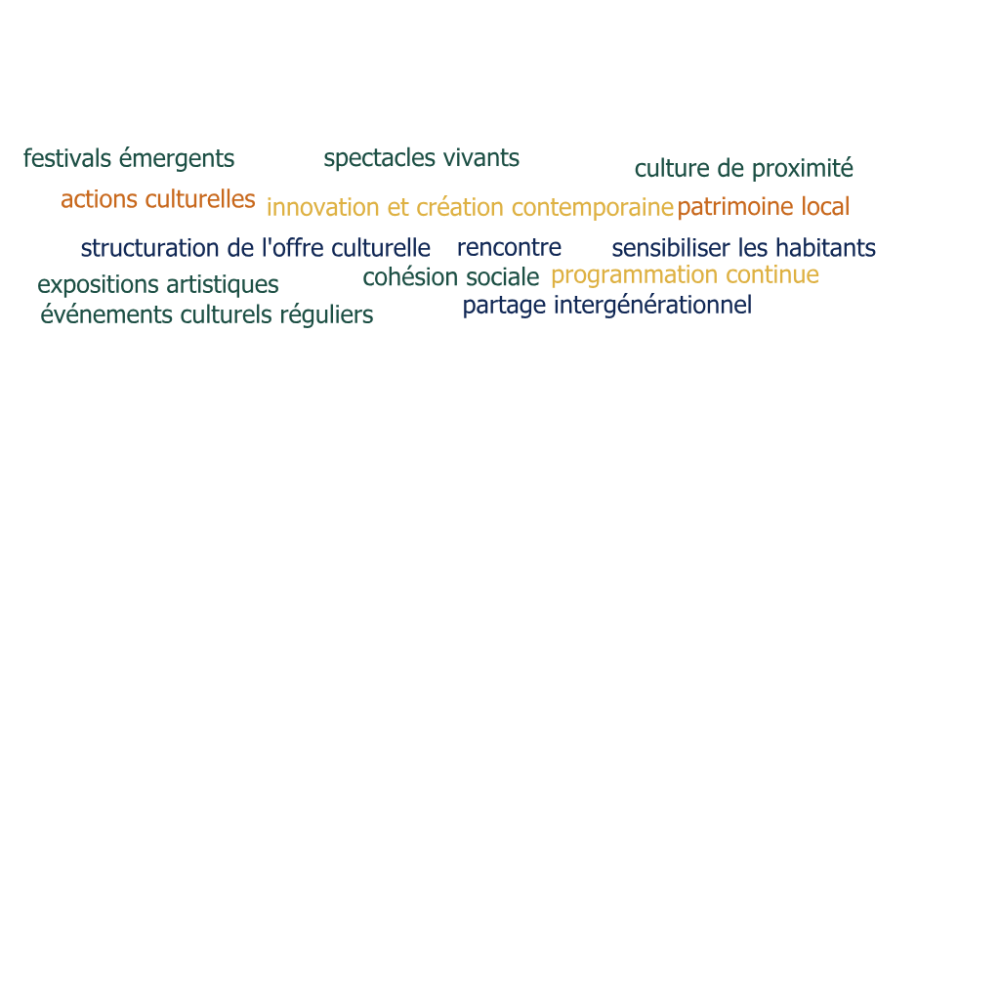 festivals émergents spectacles vivants culture de proximité
actions culturelles innovation et création contemporaine patrimoine local
structuration de l'offre culturelle rencontre sensibiliser les habitants
expositions artistiques cohésion sociale programmation continue
événements culturels réguliers partage intergénérationnel